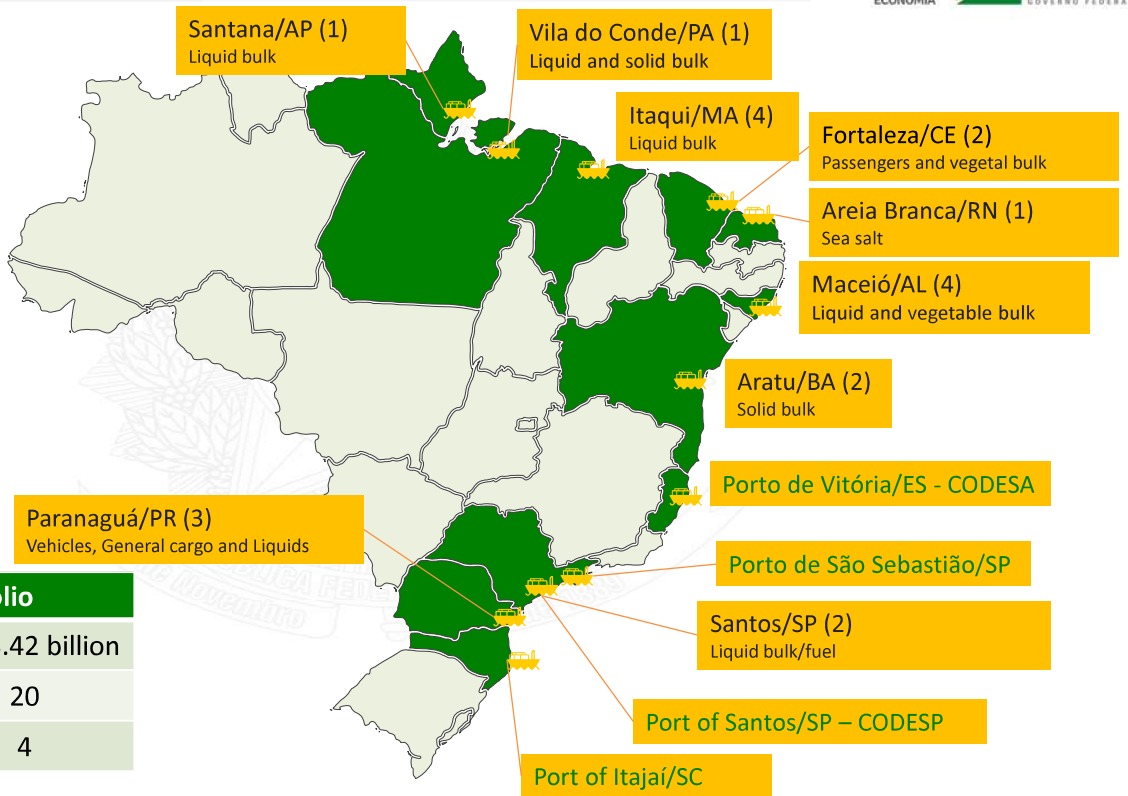 ECONOMIA
GOVERNO FEDERA
Santana/AP (1)
Liquid bulk
Vila do Conde/PA (1)
Liquid and solid bulk
Itaqui/MA (4)
Liquid bulk
Fortaleza/CE (2)
Passengers and vegetal bulk
Areia Branca/RN (1)
Sea salt
Maceió/AL (4)
Liquid and vegetable bulk
Aratu/BA (2)
Solid bulk
Porto de Vitória/ES - CODESA
Paranaguá/PR (3)
Vehicles, General cargo and Liquids
Porto de São Sebastião/SP
Santos/SP (2)
Liquid bulk/fuel
Port of Santos/SP – CODESP
Port of Itajaí/SC
olio
.42 billion
20
4